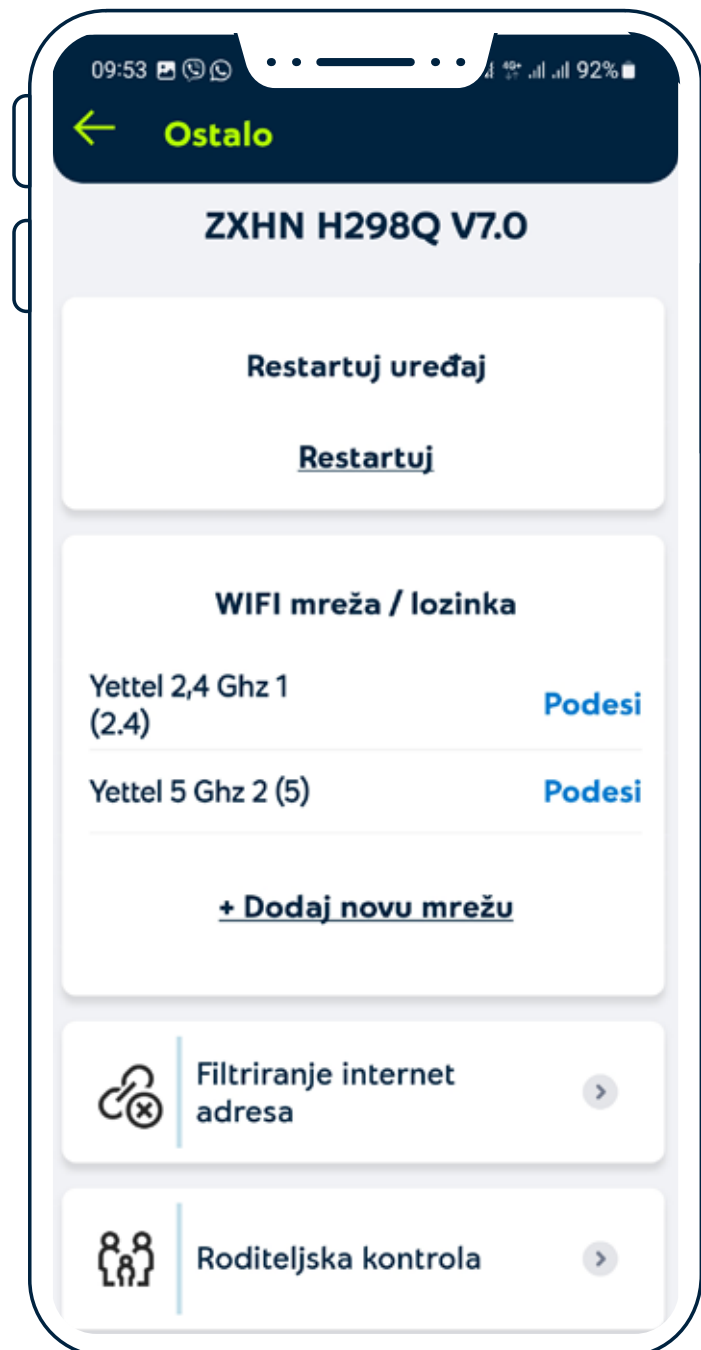 09:53 92%
Ostalo
ZXHN H298Q V7.0
Restartuj uređaj
Restartuj
WIFI mreža / lozinka
Yettel 2,4 Ghz 1
(2.4)
Podesi
Yettel 5 Ghz 2 (5)
Podesi
+ Dodaj novu mrežu
Filtriranje internet
adresa
Roditeljska kontrola